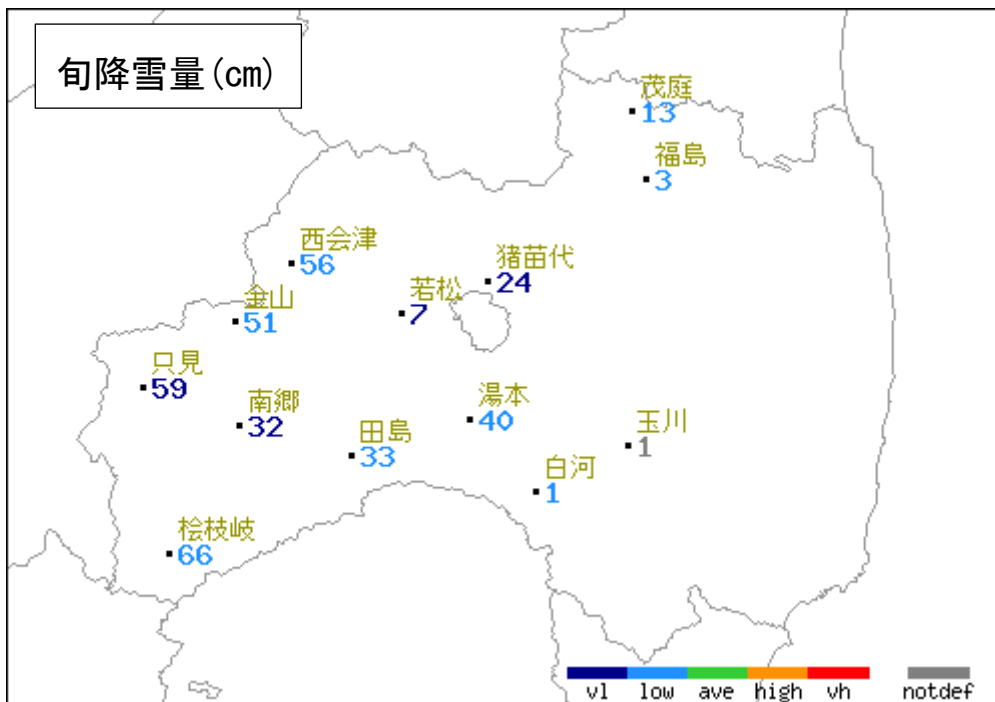 旬降雪量(cm)
茂庭
13
福島
3
西会津
56
猪苗代
24
金山
51
若松
7
只見
59
南郷
32
湯本
40
田島
33
玉川
1
白河
1
桧枝岐
66
vl low ave high vh notdef